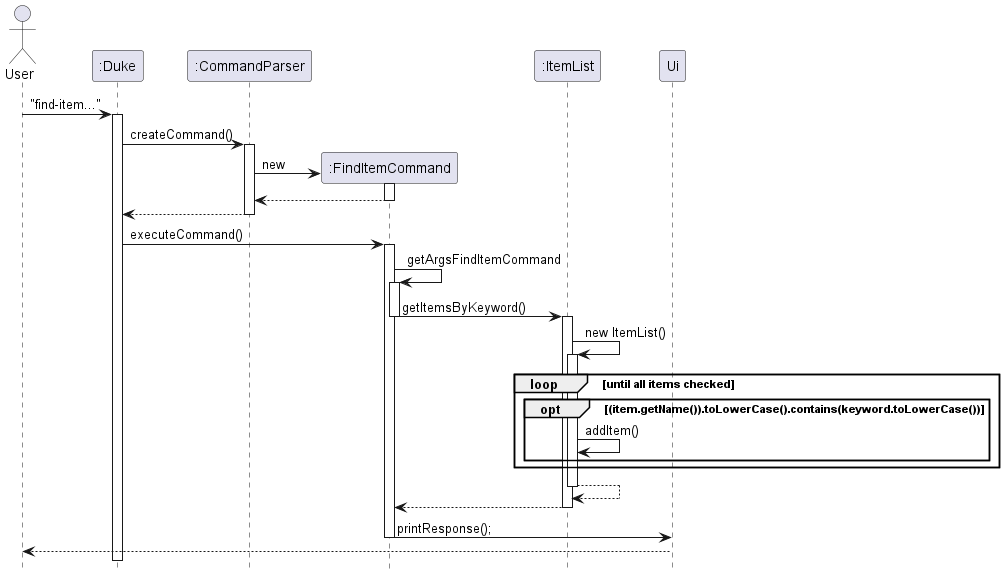 User
:Duke
:CommandParser
:ItemList
Ui
"find-item..."
createCommand()
new
:FindItemCommand
executeCommand()
getArgsFindItemCommand
getItemsByKeyword()
new ItemList()
loop [until all items checked]
opt [(item.getName()).toLowerCase().contains(keyword.toLowerCase())]
addItem()
printResponse();